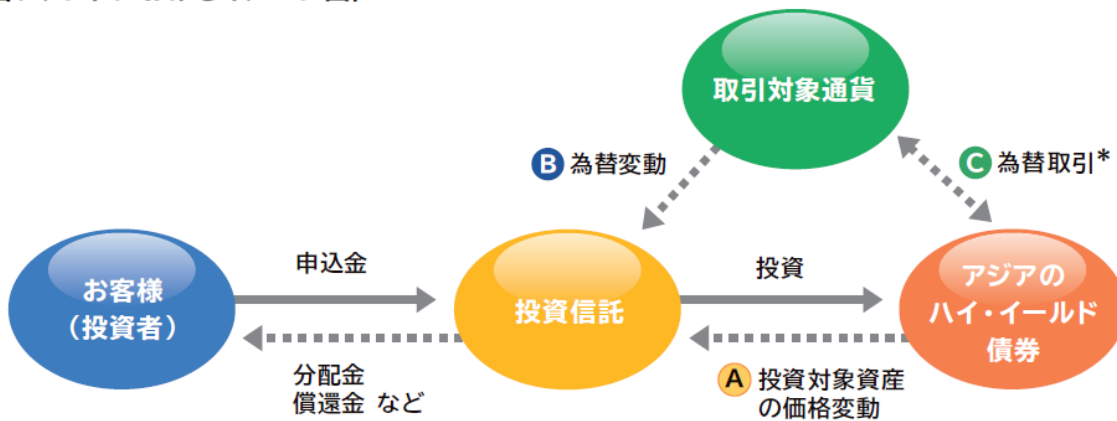 取引対象通貨
B 為替変動
C 為替取引*
お客様
（投資者）
申込金
投資信託
投資
アジアの
ハイ・イールド
債券
分配金
償還金 など
A 投資対象資産
の価格変動